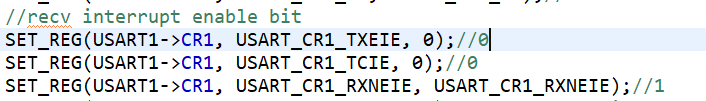 //recv interrupt enable bit
SET_REG(USART1->CR1, USART_CR1_TXEIE, 0);//0
SET_REG(USART1->CR1, USART_CR1_TCIE, 0);//0
SET_REG(USART1->CR1, USART_CR1_RXNEIE, USART_CR1_RXNEIE);//1